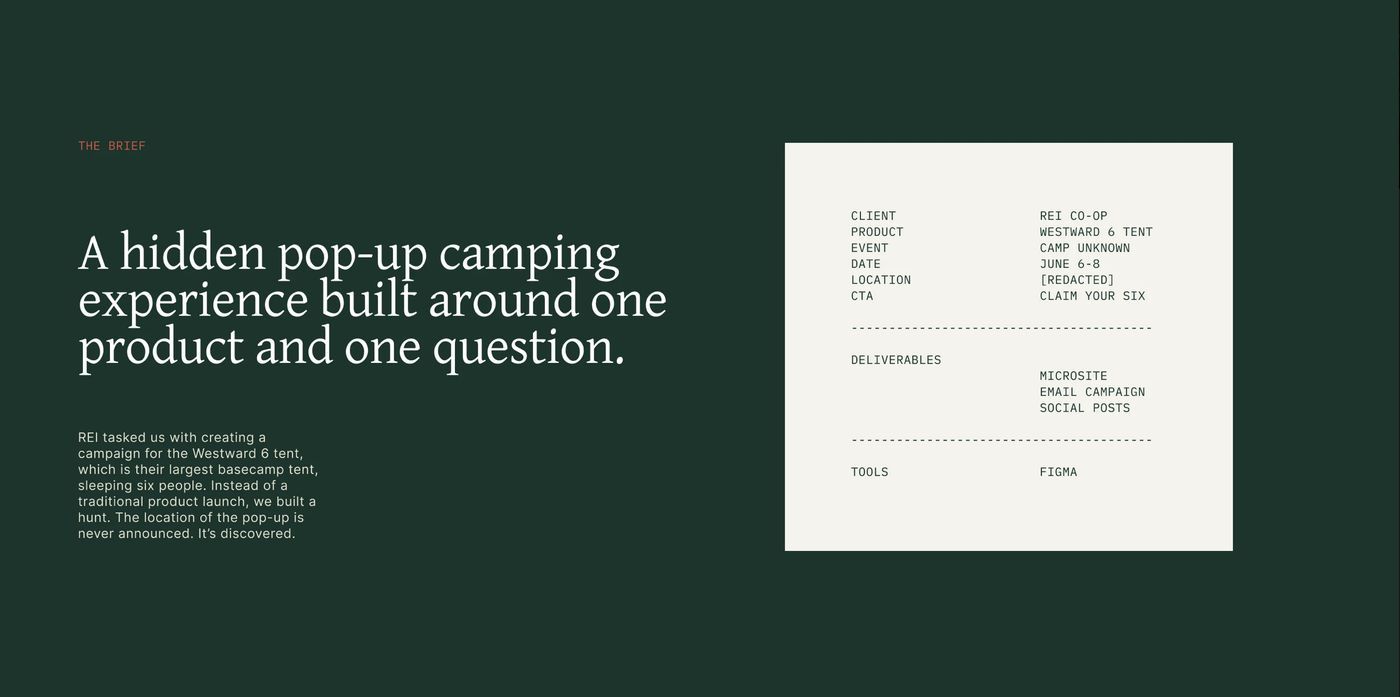 THE BRIEF
A hidden pop-up camping
experience built around one
product and one question.
REI tasked us with creating a
campaign for the Westward 6 tent,
which is their largest basecamp tent,
sleeping six people. Instead of a
traditional product launch, we built a
hunt. The location of the pop-up is
never announced. It’s discovered.
CLIENT REI CO-OP
PRODUCT WESTWARD 6 TENT
EVENT CAMP UNKNOWN
DATE JUNE 6-8
LOCATION [REDACTED]
CTA CLAIM YOUR SIX
----------------------------------------
DELIVERABLES
MICROSITE
EMAIL CAMPAIGN
SOCIAL POSTS
----------------------------------------
TOOLS FIGMA